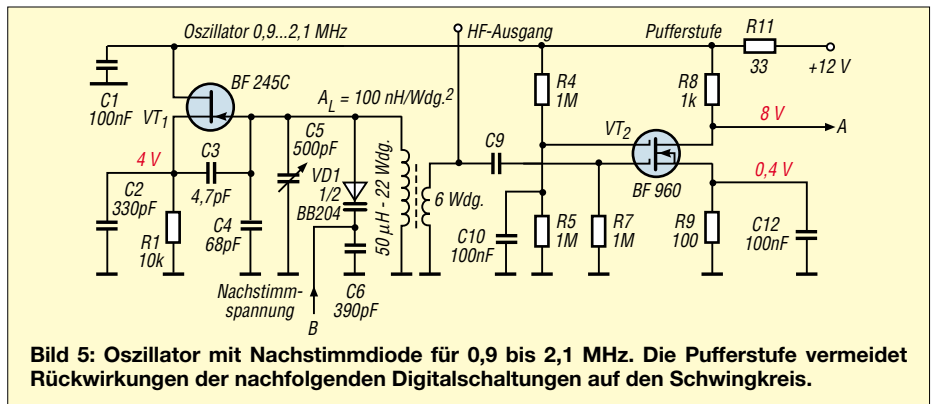 Oszillator 0,9...2,1 MHz
HF-Ausgang
Pufferstufe
R11
33
+12 V
C1
100nF
BF 245C
VT1
A_L = 100 nH/Wdg.²
R4
1M
R8
1k
8 V
A
4 V
C3
4,7pF
C5
500pF
C9
VT2
BF 960
0,4 V
C2
330pF
R1
10k
C4
68pF
VD1
1/2
BB204
50 µH - 22 Wdg.
6 Wdg.
C10
100nF
R5
1M
R7
1M
R9
100
C12
100nF
Nachstimm-
spannung
B
C6
390pF
Bild 5: Oszillator mit Nachstimmdiode für 0,9 bis 2,1 MHz. Die Pufferstufe vermeidet
Rückwirkungen der nachfolgenden Digitalschaltungen auf den Schwingkreis.